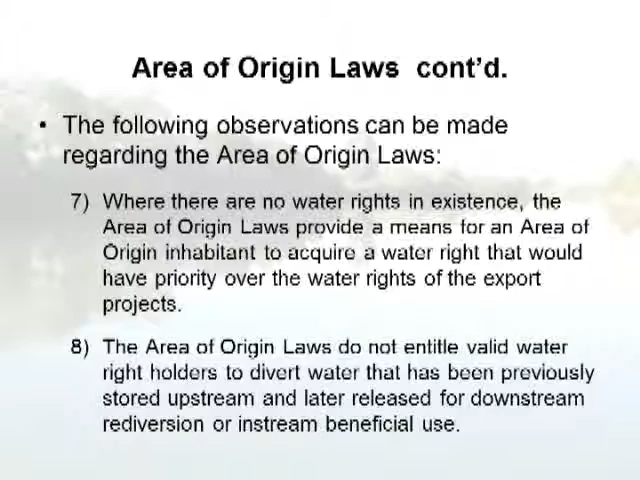 Area of Origin Laws cont'd.
• The following observations can be made
regarding the Area of Origin Laws:
7) Where there are no water rights in existence, the
Area of Origin Laws provide a means for an Area of
Origin inhabitant to acquire a water right that would
have priority over the water rights of the export
projects.
8) The Area of Origin Laws do not entitle valid water
right holders to divert water that has been previously
stored upstream and later released for downstream
rediversion or instream beneficial use.